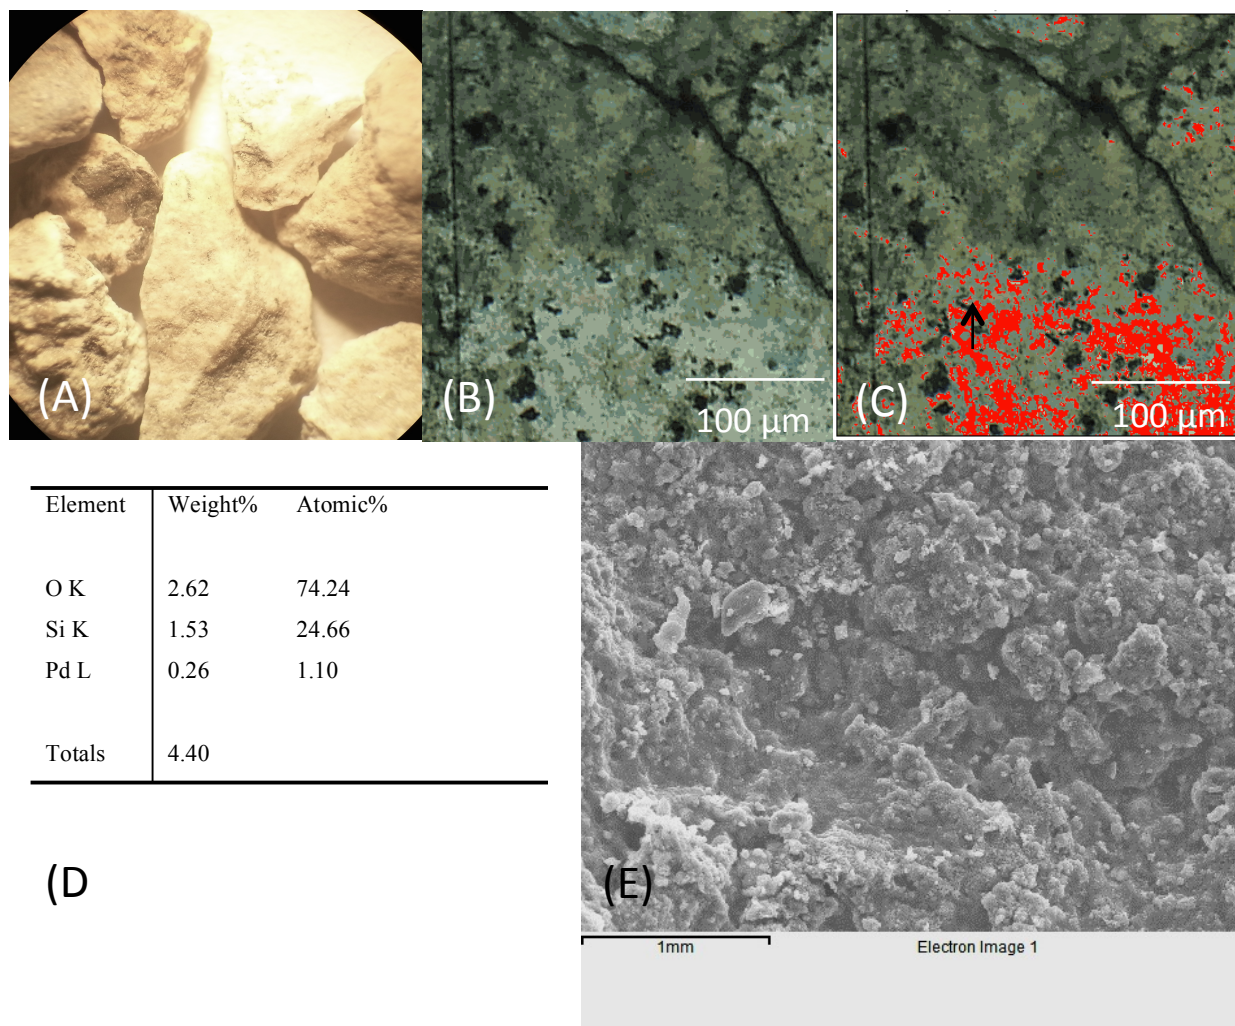 (A)
(B)
100 µm
(C)
100 µm
Element Weight% Atomic%
O K 2.62 74.24
Si K 1.53 24.66
Pd L 0.26 1.10
Totals 4.40
(D
(E)
1mm Electron Image 1